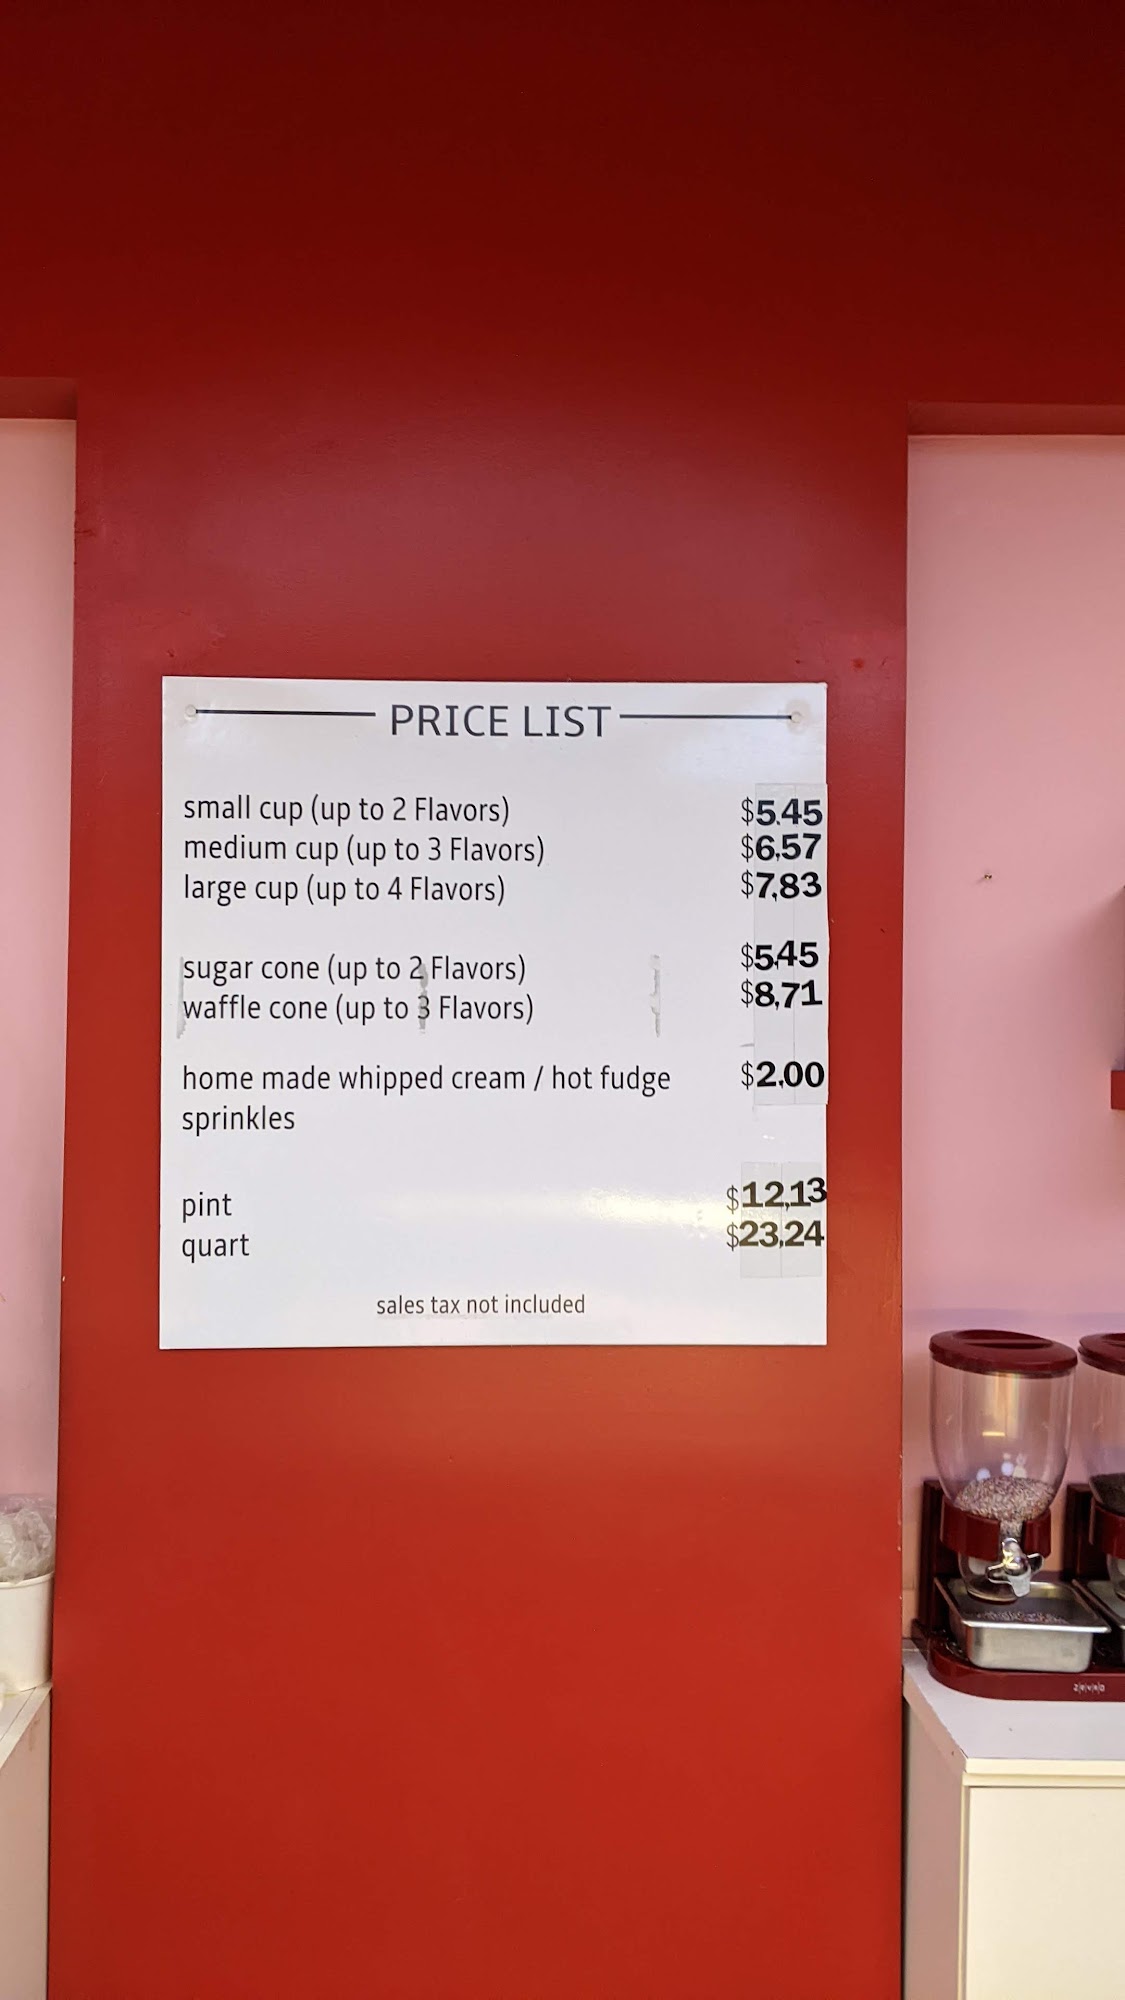 PRICE LIST
small cup (up to 2 Flavors) $5.45
medium cup (up to 3 Flavors) $6.57
large cup (up to 4 Flavors) $7.83
sugar cone (up to 2 Flavors) $5.45
waffle cone (up to 3 Flavors) $8.71
home made whipped cream / hot fudge $2.00
sprinkles
pint $12.13
quart $23.24
sales tax not included